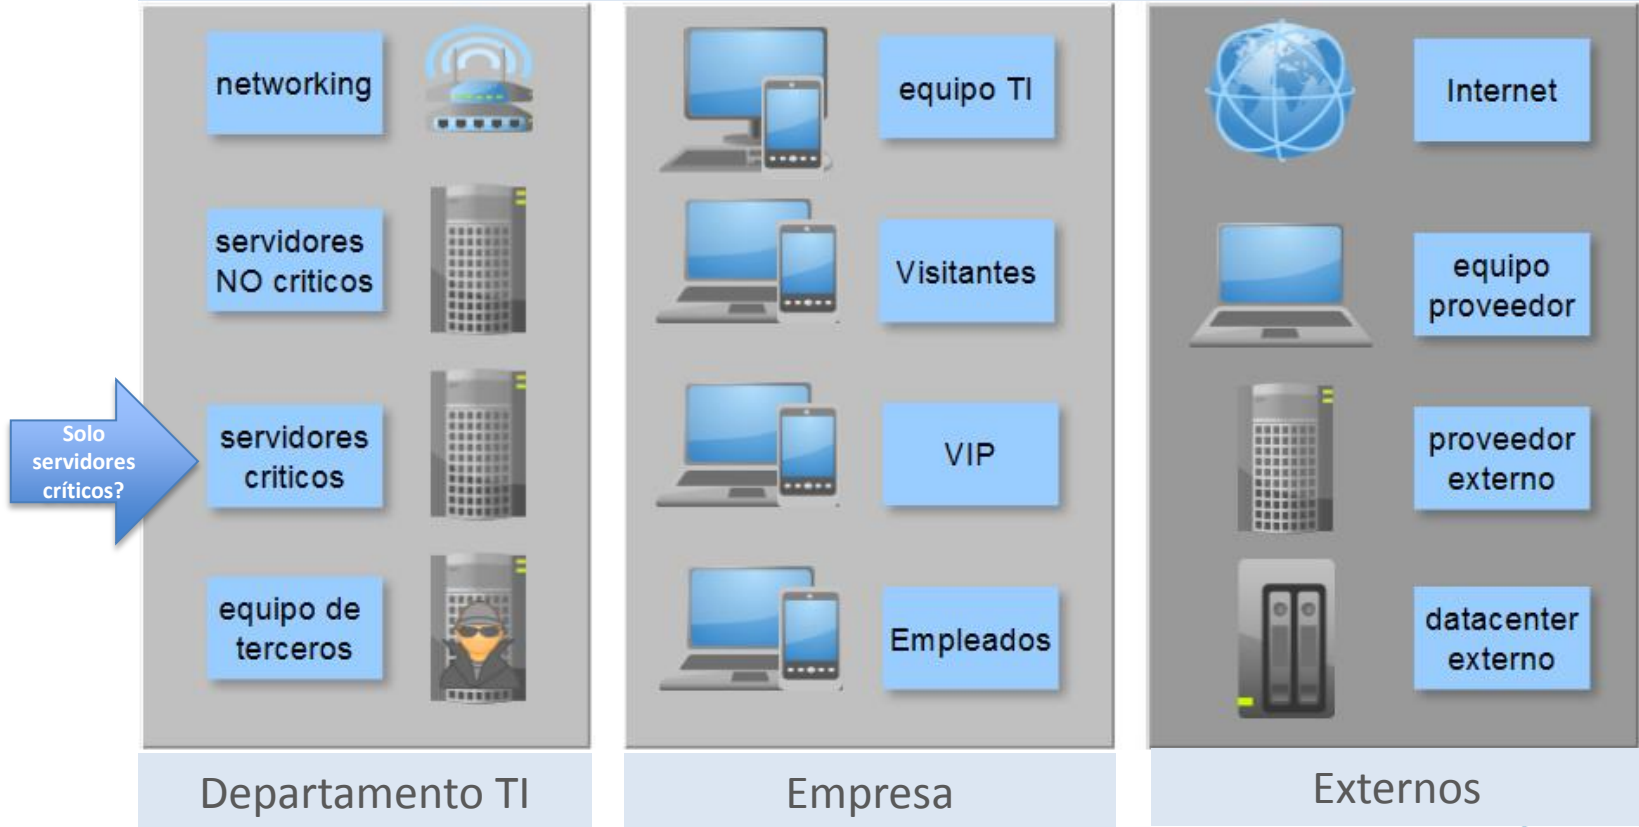 Solo
servidores
críticos?
networking
servidores
NO criticos
servidores
criticos
equipo de
terceros
Departamento TI
equipo TI
Visitantes
VIP
Empleados
Empresa
Internet
equipo
proveedor
proveedor
externo
datacenter
externo
Externos